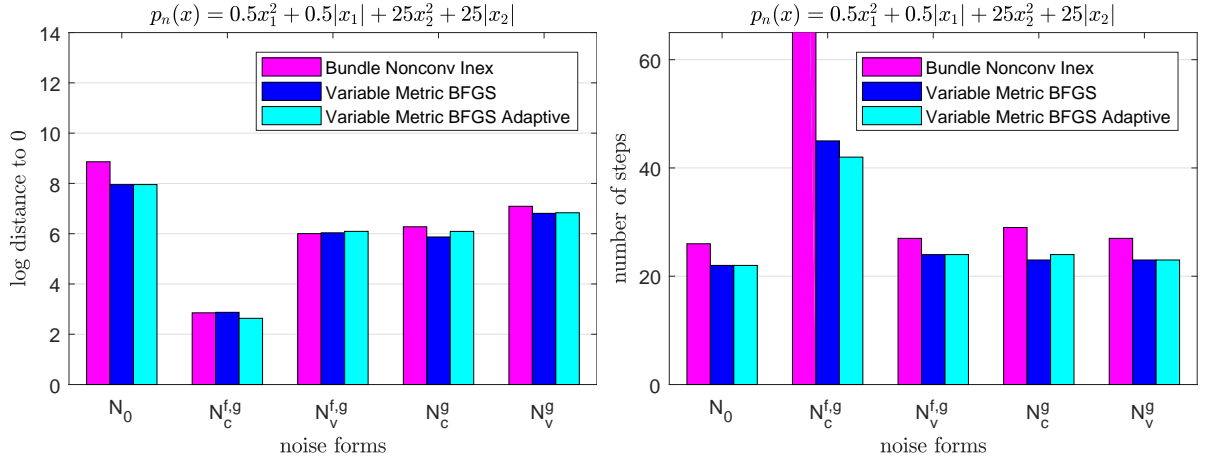 p_n(x) = 0.5x_1^2 + 0.5|x_1| + 25x_2^2 + 25|x_2|
14
12
10
8
6
4
2
0
log distance to 0
Bundle Nonconv Inex
Variable Metric BFGS
Variable Metric BFGS Adaptive
N_0
N_c^{f,g}
N_v^{f,g}
N_c^g
N_v^g
noise forms
p_n(x) = 0.5x_1^2 + 0.5|x_1| + 25x_2^2 + 25|x_2|
60
40
20
0
number of steps
Bundle Nonconv Inex
Variable Metric BFGS
Variable Metric BFGS Adaptive
N_0
N_c^{f,g}
N_v^{f,g}
N_c^g
N_v^g
noise forms